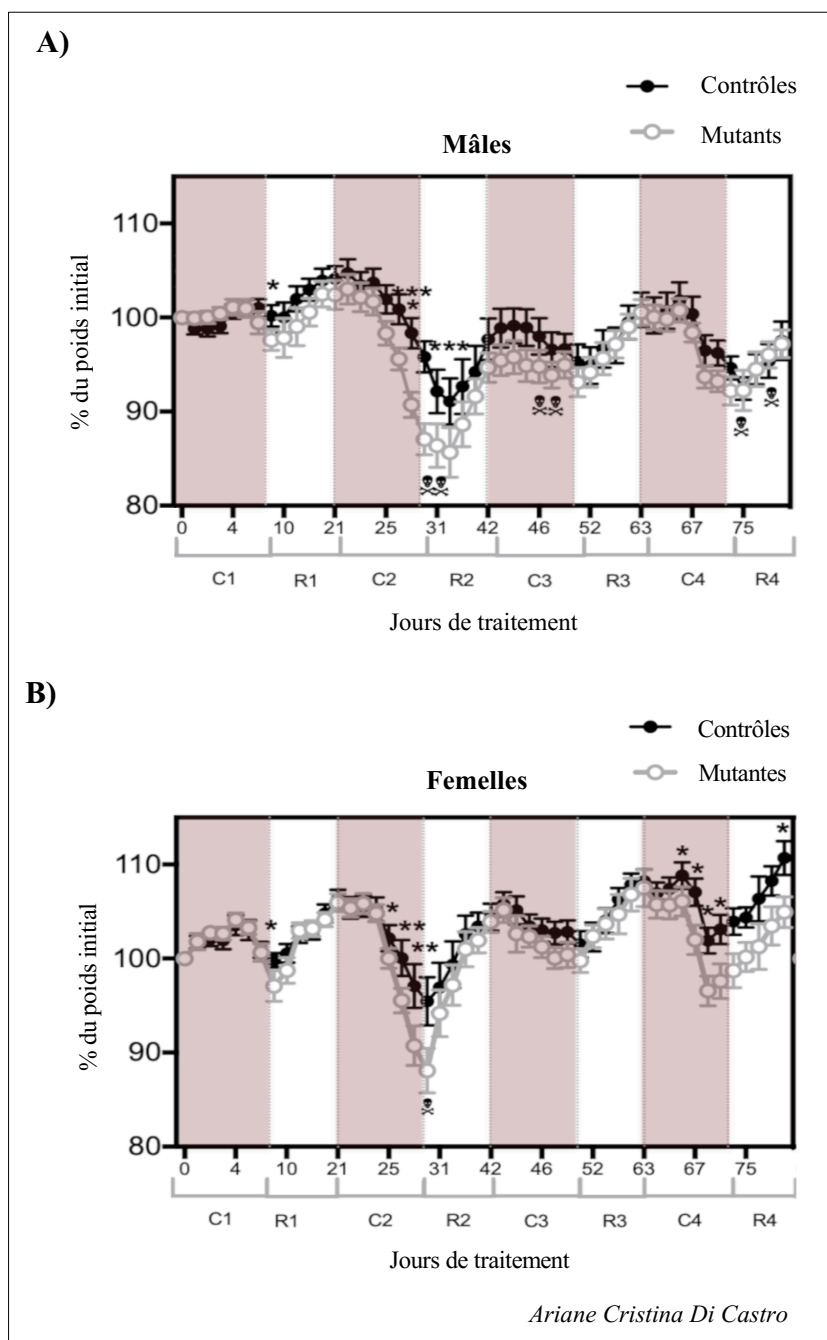 A)
Contrôles
Mutants
Mâles
% du poids initial
110
100
90
80
*
***
*
***
0 4 10 21 25 31 42 46 52 63 67 75
C1 R1 C2 R2 C3 R3 C4 R4
Jours de traitement
B)
Contrôles
Mutantes
Femelles
% du poids initial
110
100
90
80
*
*
**
**
*
*
*
*
*
0 4 10 21 25 31 42 46 52 63 67 75
C1 R1 C2 R2 C3 R3 C4 R4
Jours de traitement
Ariane Cristina Di Castro